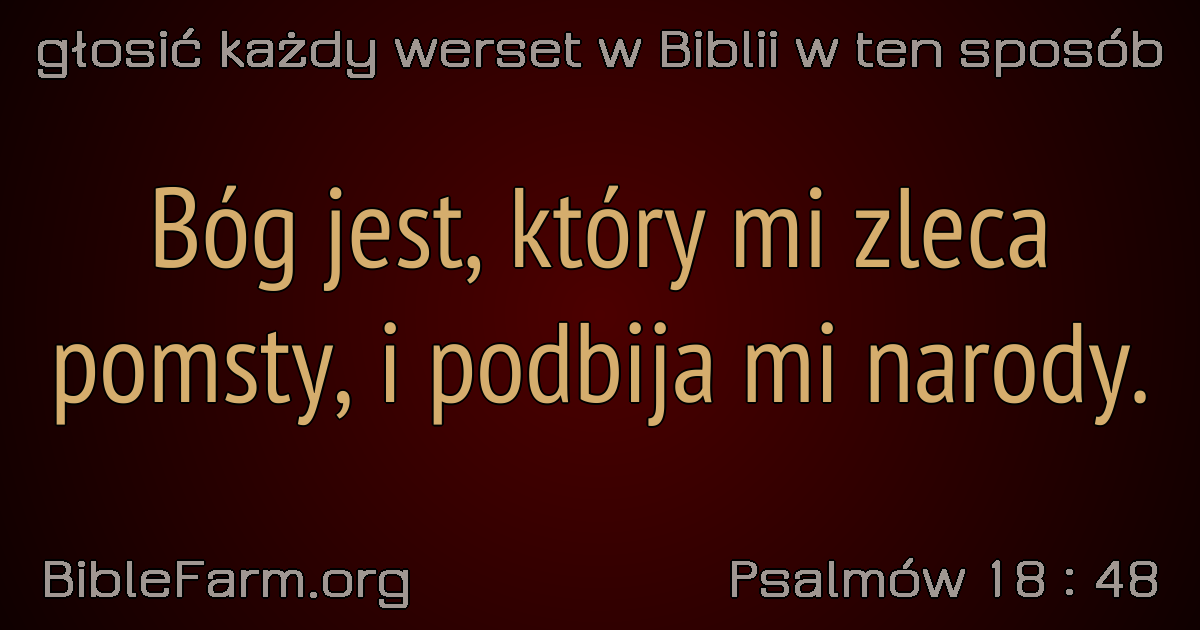 głosić każdy werset w Biblii w ten sposób
Bóg jest, który mi zleca
pomsty, i podbija mi narody.
BibleFarm.org
Psalmów 18 : 48